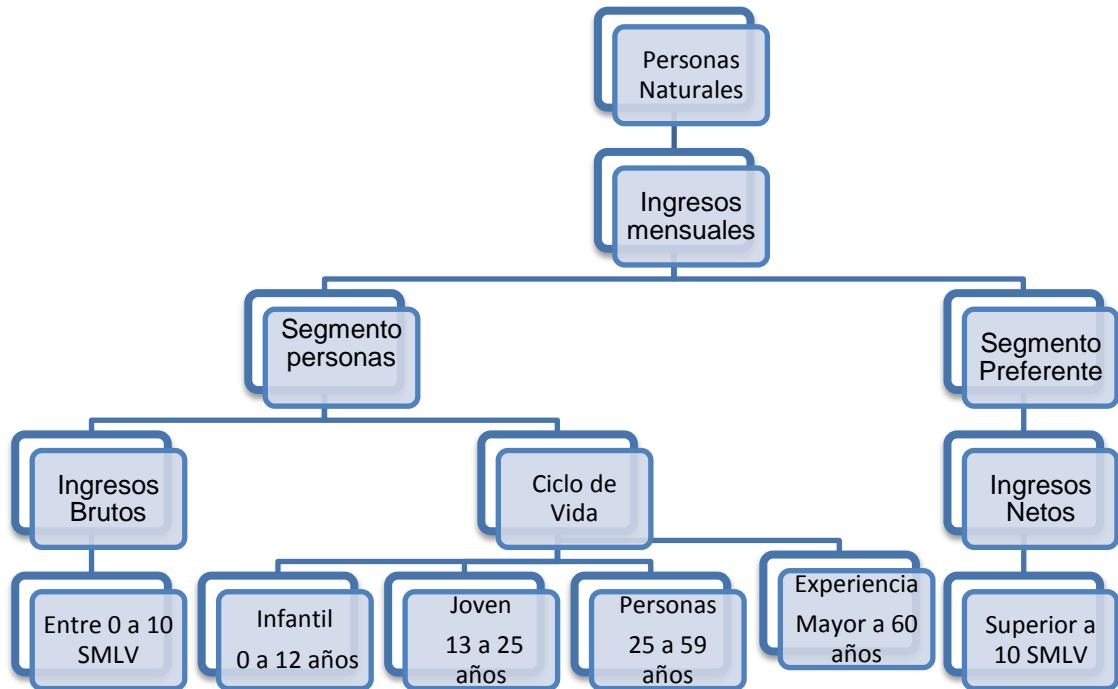 Personas
Naturales
Ingresos
mensuales
Segmento
personas
Segmento
Preferente
Ingresos
Brutos
Ciclo de
Vida
Ingresos
Netos
Entre 0 a 10
SMLV
Infantil
0 a 12 años
Joven
13 a 25
años
Personas
25 a 59
años
Experiencia
Mayor a 60
años
Superior a
10 SMLV